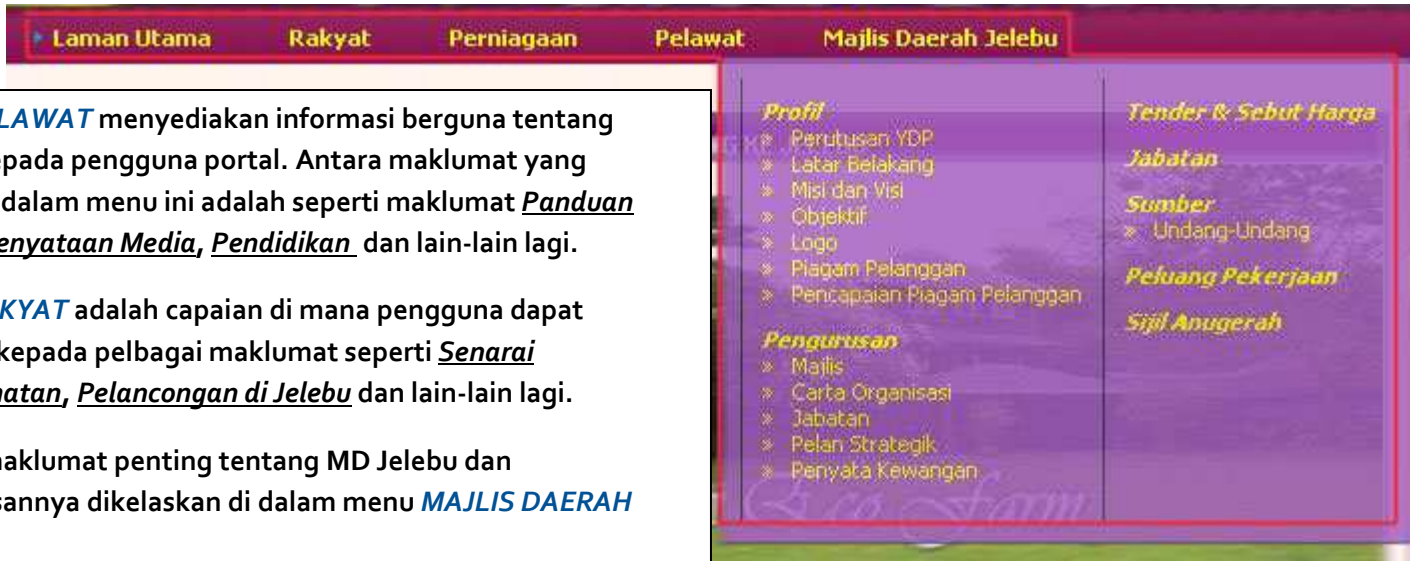 Laman Utama Rakyat Perniagaan Pelawat Majlis Daerah Jelebu
LAWAT menyediakan informasi berguna tentang
epada pengguna portal. Antara maklumat yang
dalam menu ini adalah seperti maklumat Panduan
enyataan Media, Pendidikan dan lain-lain lagi.
KYAT adalah capaian di mana pengguna dapat
kepada pelbagai maklumat seperti Senarai
atan, Pelancongan di Jelebu dan lain-lain lagi.
aklumat penting tentang MD Jelebu dan
sannya dikelaskan di dalam menu MAJLIS DAERAH
Profil
» Perutusan YDP
» Latar Belakang
» Misi dan Visi
» Objektif
» Logo
» Piagam Pelanggan
» Pencapaian Piagam Pelanggan
Pengurusan
» Majlis
» Carta Organisasi
» Jabatan
» Pelan Strategik
» Penyata Kewangan
Tender & Sebut Harga
Jabatan
Sumber
» Undang-Undang
Peluang Pekerjaan
Sijil Anugerah
Eco Farm